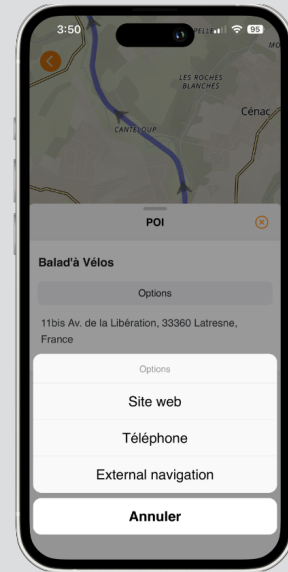 3:50
95
LES ROCHES
BLANCHES
Cénac
CANTELOUP
POI
Balad'à Vélos
Options
11bis Av. de la Libération, 33360 Latresne,
France
Options
Site web
Téléphone
External navigation
Annuler